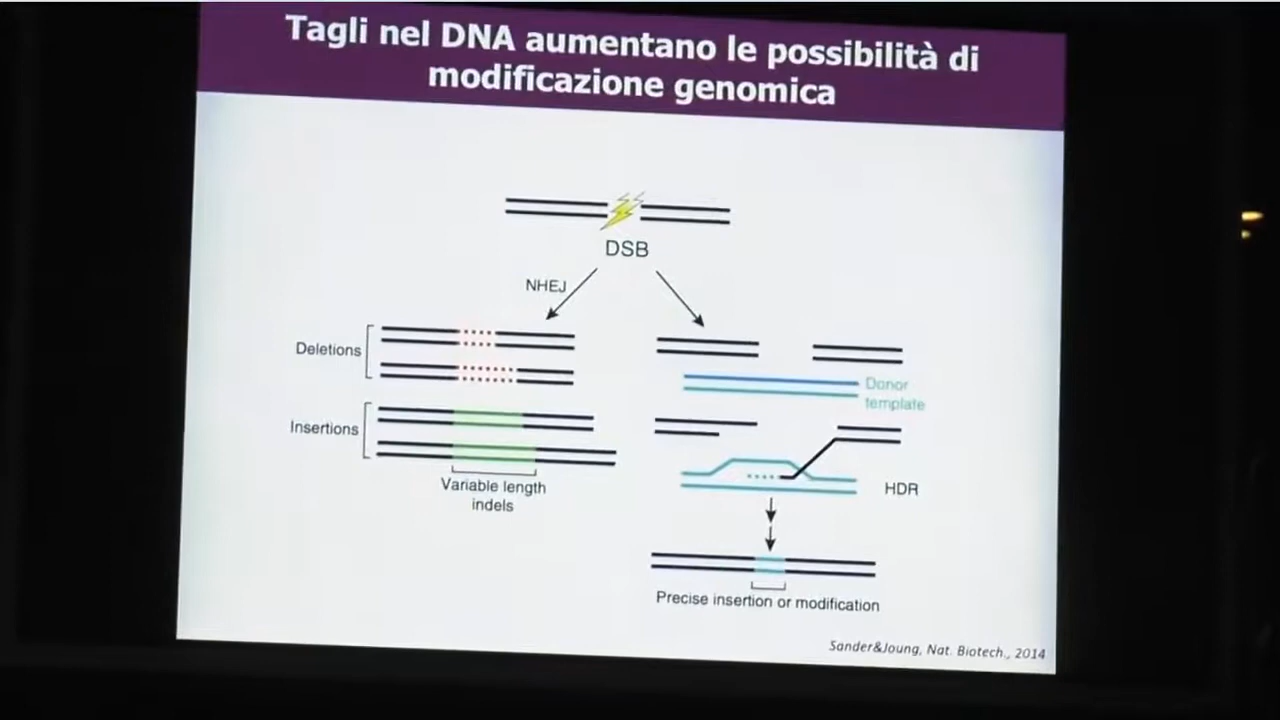 Tagli nel DNA aumentano le possibilità di
modificazione genomica
DSB
NHEJ
Deletions
Insertions
Variable length
indels
Donor
template
HDR
Precise insertion or modification
Sander&Joung, Nat. Biotech., 2014